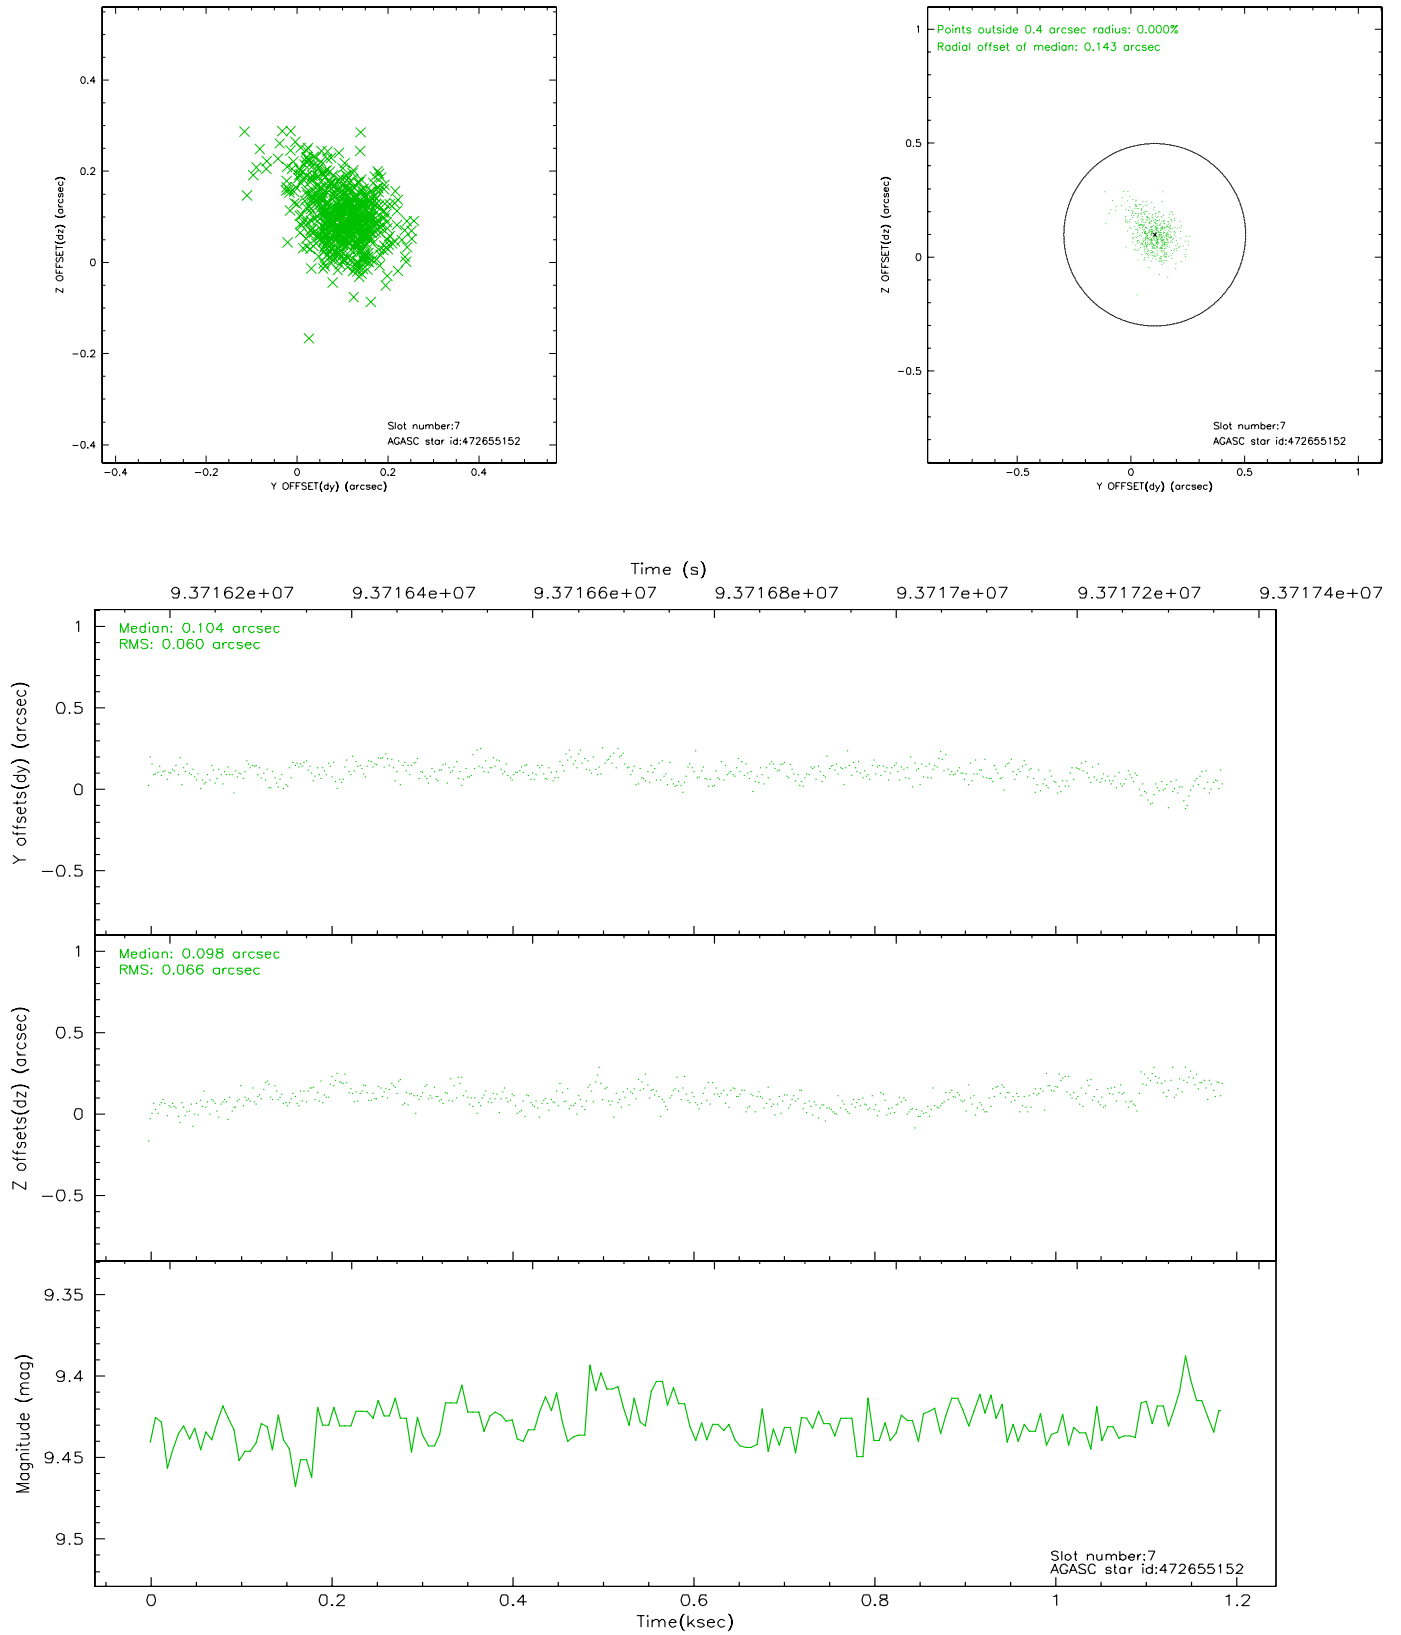 0.4
0.2
0
−0.2
−0.4
Z OFFSET(dz) (arcsec)
Slot number:7
AGASC star id:472655152
−0.4 −0.2 0 0.2 0.4
Y OFFSET(dy) (arcsec)
Points outside 0.4 arcsec radius: 0.000%
Radial offset of median: 0.143 arcsec
1
0.5
0
−0.5
Z OFFSET(dz) (arcsec)
Slot number:7
AGASC star id:472655152
−0.5 0 0.5 1
Y OFFSET(dy) (arcsec)
Time (s)
9.37162e+07 9.37164e+07 9.37166e+07 9.37168e+07 9.3717e+07 9.37172e+07 9.37174e+07
Median: 0.104 arcsec
RMS: 0.060 arcsec
1
0.5
0
−0.5
Y offsets(dy) (arcsec)
Median: 0.098 arcsec
RMS: 0.066 arcsec
1
0.5
0
−0.5
Z offsets(dz) (arcsec)
9.35
9.4
9.45
9.5
Magnitude (mag)
Slot number:7
AGASC star id:472655152
0 0.2 0.4 0.6 0.8 1 1.2
Time(ksec)